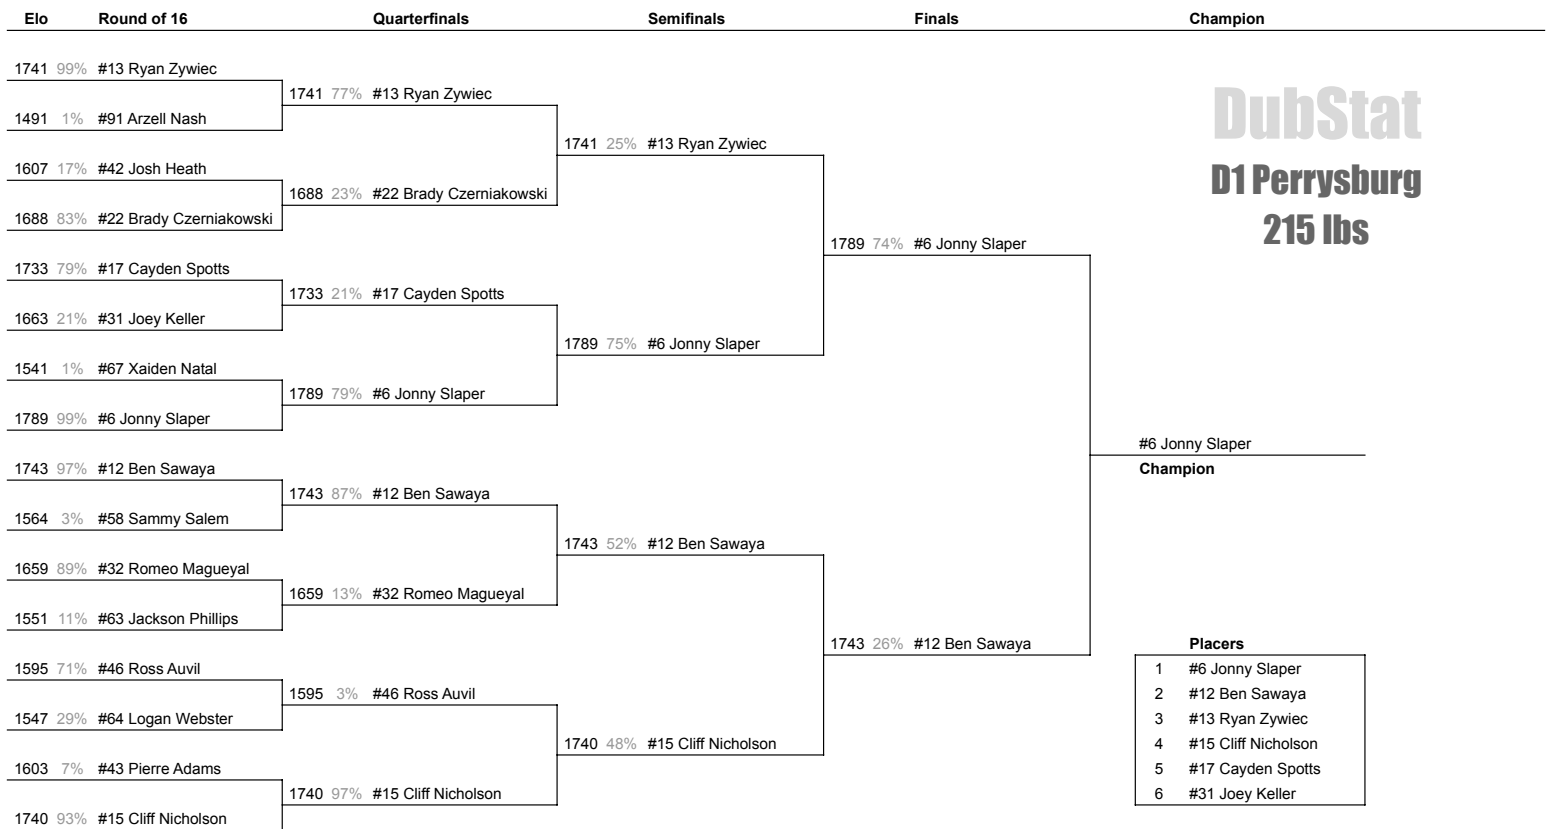 Elo Round of 16 Quarterfinals Semifinals Finals Champion
1741 99% #13 Ryan Zywiec
1741 77% #13 Ryan Zywiec
DubStat
1491 1% #91 Arzell Nash
1741 25% #13 Ryan Zywiec
1607 17% #42 Josh Heath
D1 Perrysburg
1688 23% #22 Brady Czerniakowski
1688 83% #22 Brady Czerniakowski
215 lbs
1789 74% #6 Jonny Slaper
1733 79% #17 Cayden Spotts
1733 21% #17 Cayden Spotts
1663 21% #31 Joey Keller
1789 75% #6 Jonny Slaper
1541 1% #67 Xaiden Natal
1789 79% #6 Jonny Slaper
1789 99% #6 Jonny Slaper
#6 Jonny Slaper
1743 97% #12 Ben Sawaya
Champion
1743 87% #12 Ben Sawaya
1564 3% #58 Sammy Salem
1743 52% #12 Ben Sawaya
1659 89% #32 Romeo Magueyal
1659 13% #32 Romeo Magueyal
1551 11% #63 Jackson Phillips
1743 26% #12 Ben Sawaya
Placers
1595 71% #46 Ross Auvil
1 #6 Jonny Slaper
1595 3% #46 Ross Auvil
2 #12 Ben Sawaya
1547 29% #64 Logan Webster
3 #13 Ryan Zywiec
1740 48% #15 Cliff Nicholson
4 #15 Cliff Nicholson
1603 7% #43 Pierre Adams
5 #17 Cayden Spotts
1740 97% #15 Cliff Nicholson
6 #31 Joey Keller
1740 93% #15 Cliff Nicholson